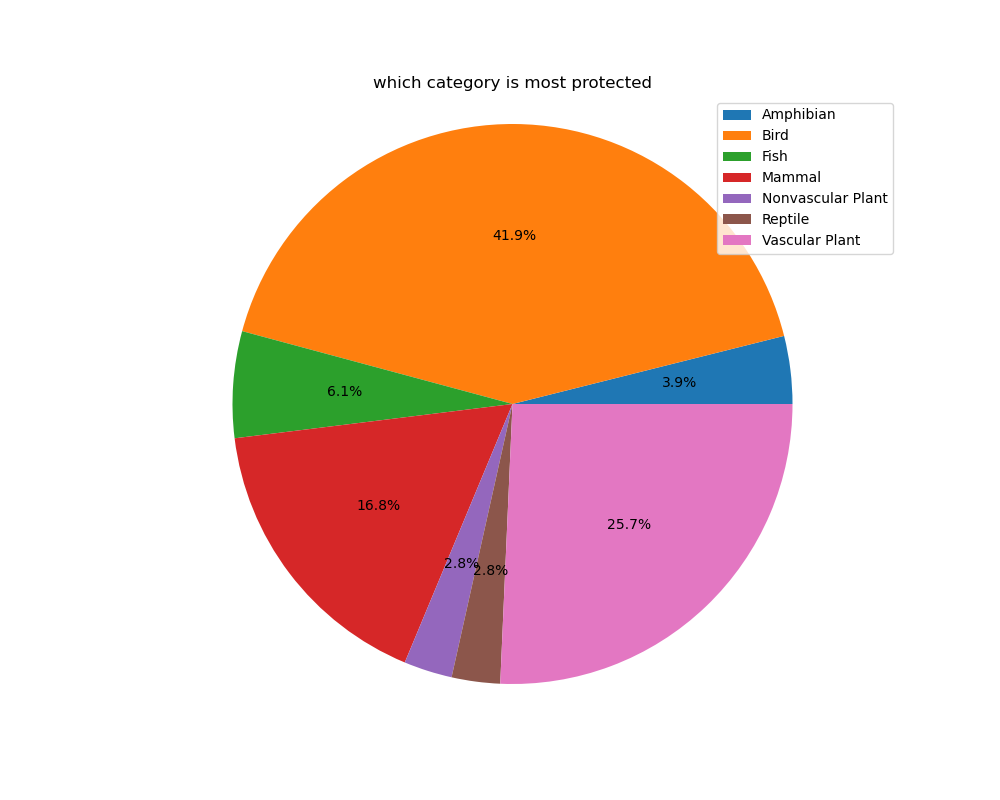 which category is most protected
Amphibian
Bird
Fish
Mammal
Nonvascular Plant
Reptile
Vascular Plant
41.9%
3.9%
6.1%
16.8%
25.7%
2.8%
2.8%